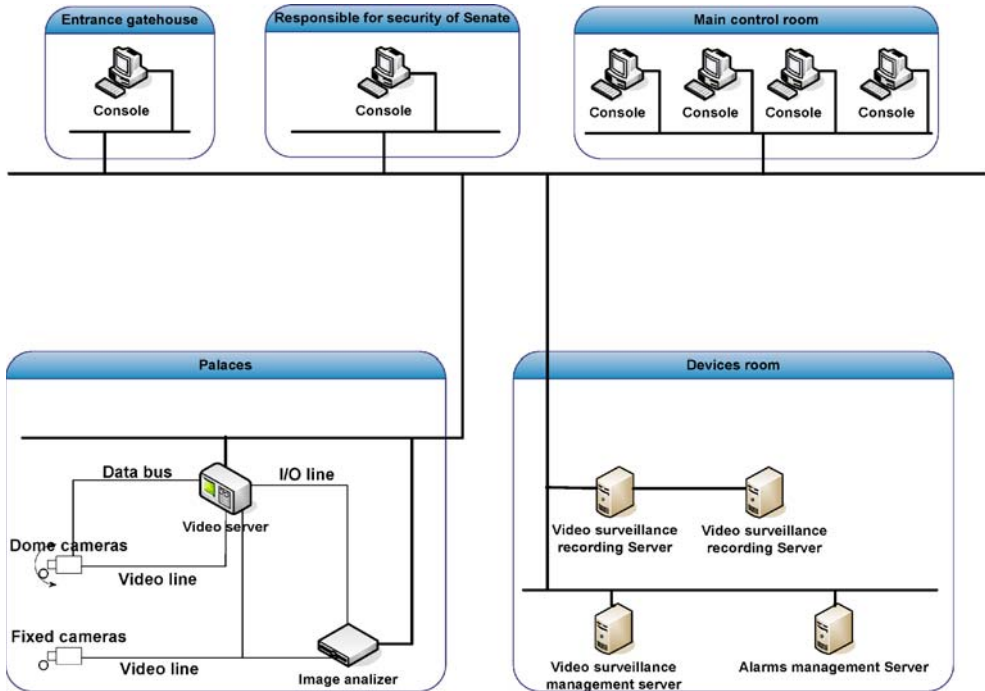 Entrance gatehouse
Responsible for security of Senate
Main control room
Console
Console
Console
Console
Console
Console
Palaces
Devices room
Data bus
I/O line
Video server
Dome cameras
Video line
Fixed cameras
Video line
Image analizer
Video surveillance
recording Server
Video surveillance
recording Server
Video surveillance
management server
Alarms management Server